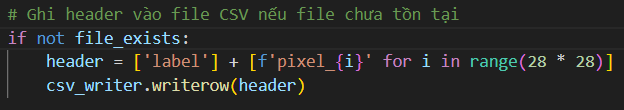 # Ghi header vào file CSV nếu file chưa tồn tại
if not file_exists:
    header = ['label'] + [f'pixel_{i}' for i in range(28 * 28)]
    csv_writer.writerow(header)